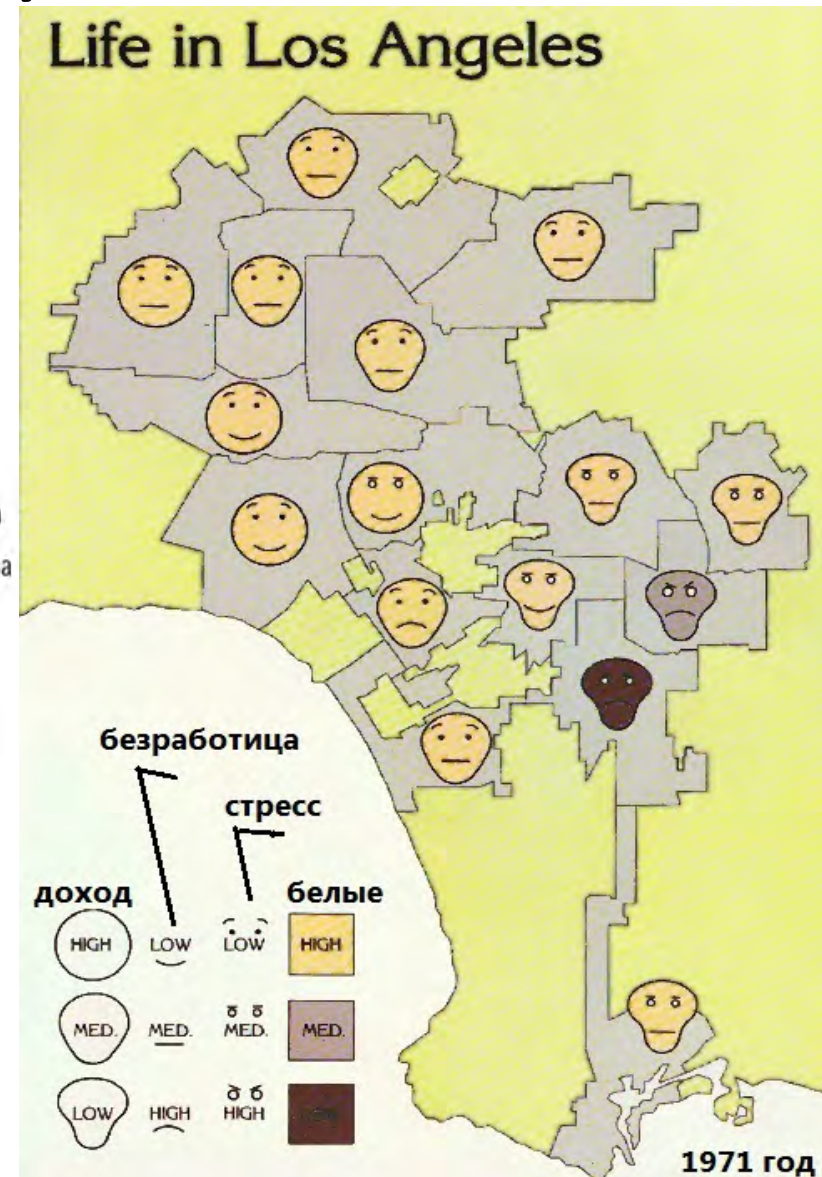 Life in Los Angeles
безработица
стресс
доход
белые
HIGH LOW LOW HIGH
MED. MED. MED. MED.
LOW HIGH HIGH
1971 год